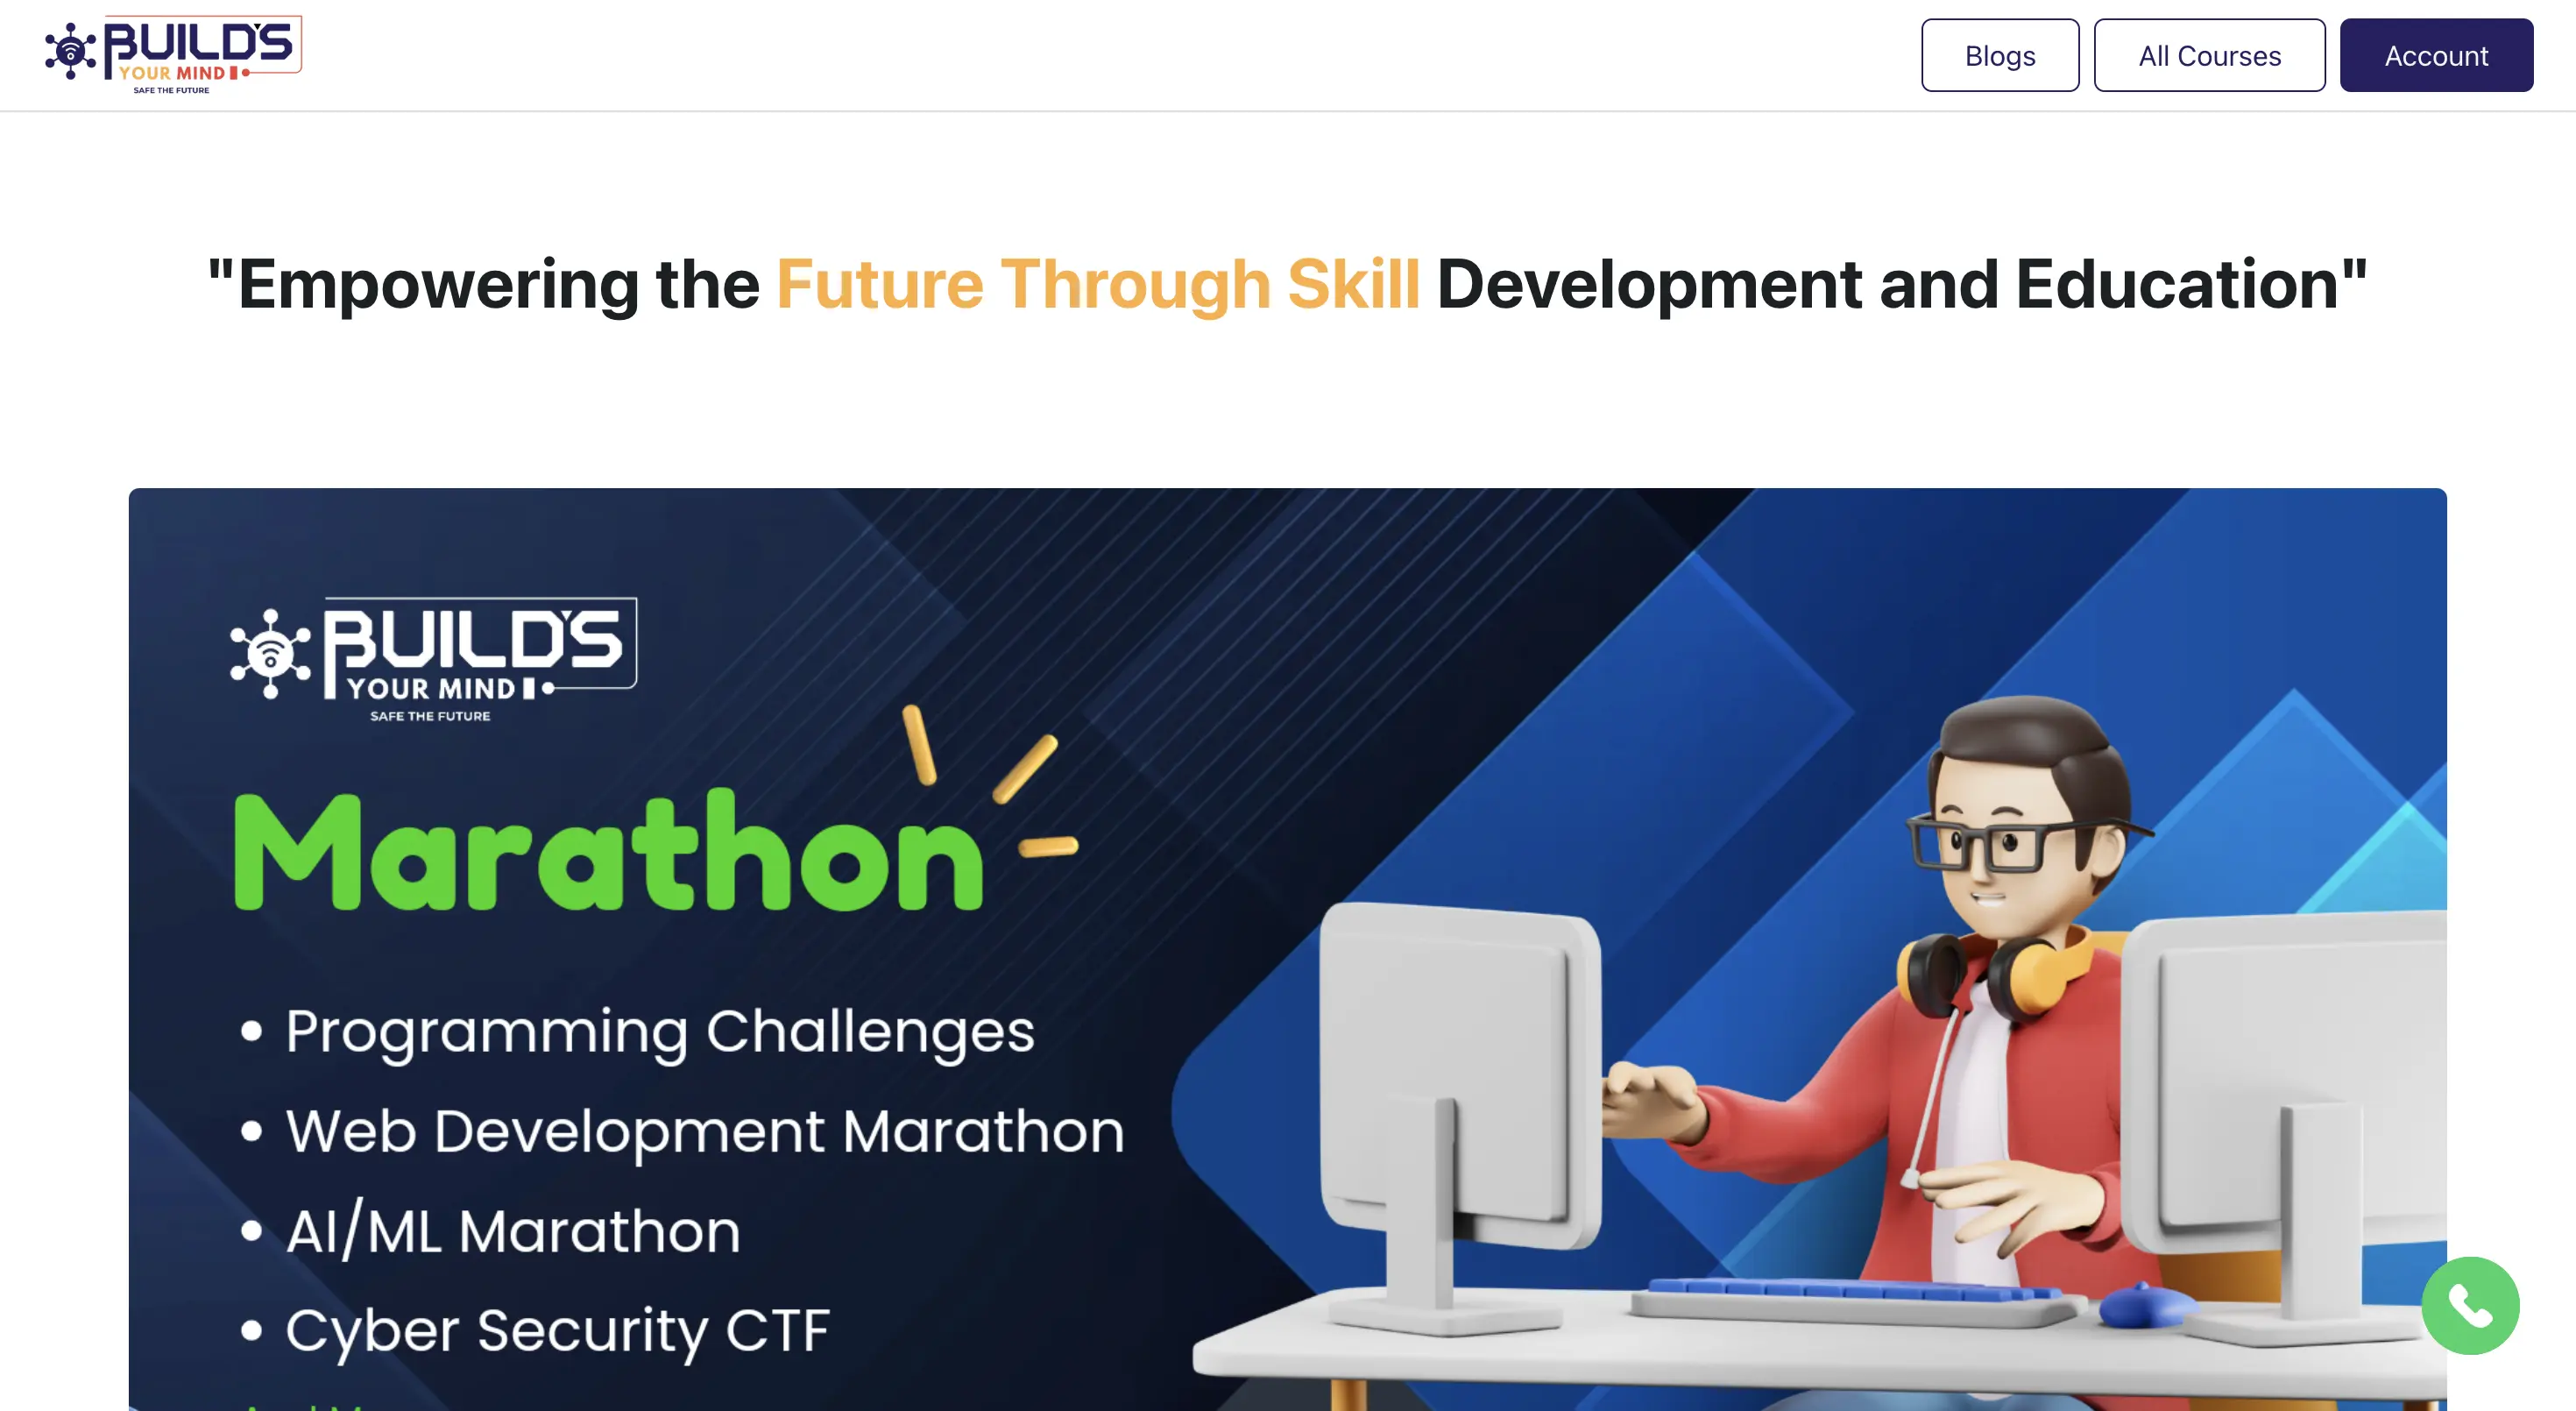 BUILD'S
YOUR MIND
SAFE THE FUTURE
Blogs
All Courses
Account
"Empowering the Future Through Skill Development and Education"
BUILD'S
YOUR MIND
SAFE THE FUTURE
Marathon
• Programming Challenges
• Web Development Marathon
• AI/ML Marathon
• Cyber Security CTF